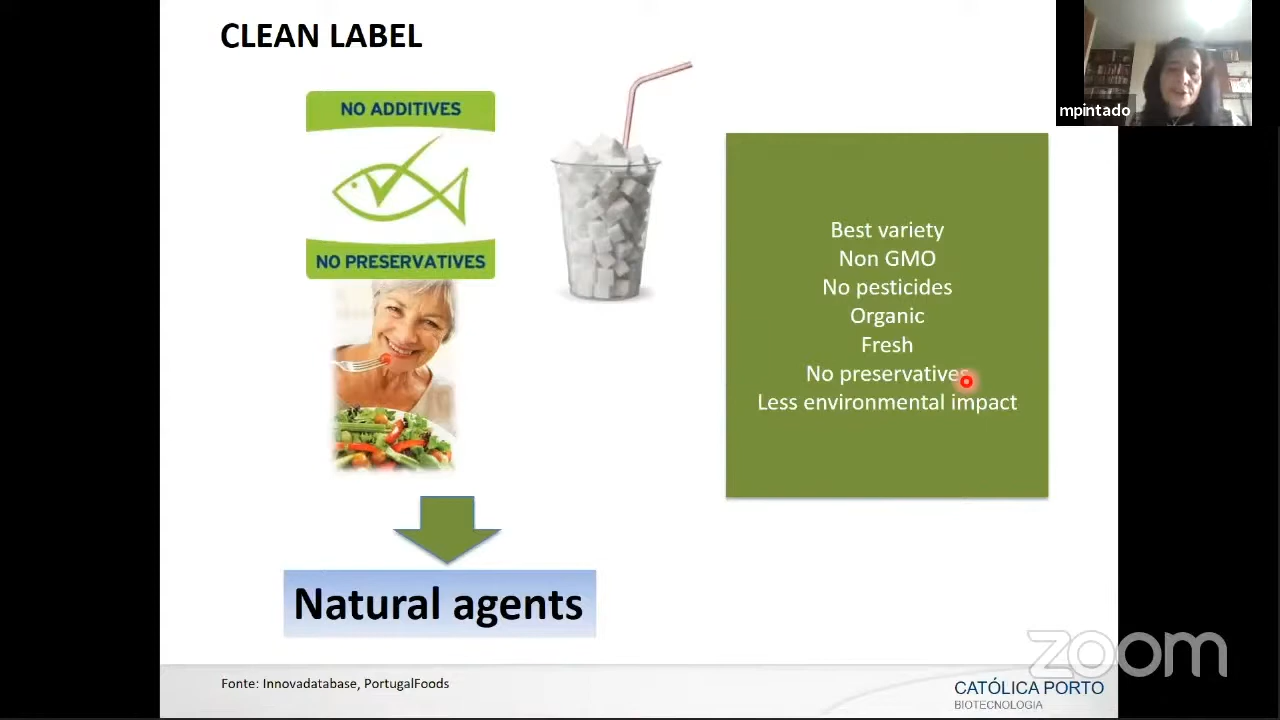 CLEAN LABEL
mpintado
NO ADDITIVES
NO PRESERVATIVES
Best variety
Non GMO
No pesticides
Organic
Fresh
No preservatives
Less environmental impact
Natural agents
zoom
Fonte: Innovadatabase, PortugalFoods
CATÓLICA PORTO
BIOTECNOLOGIA